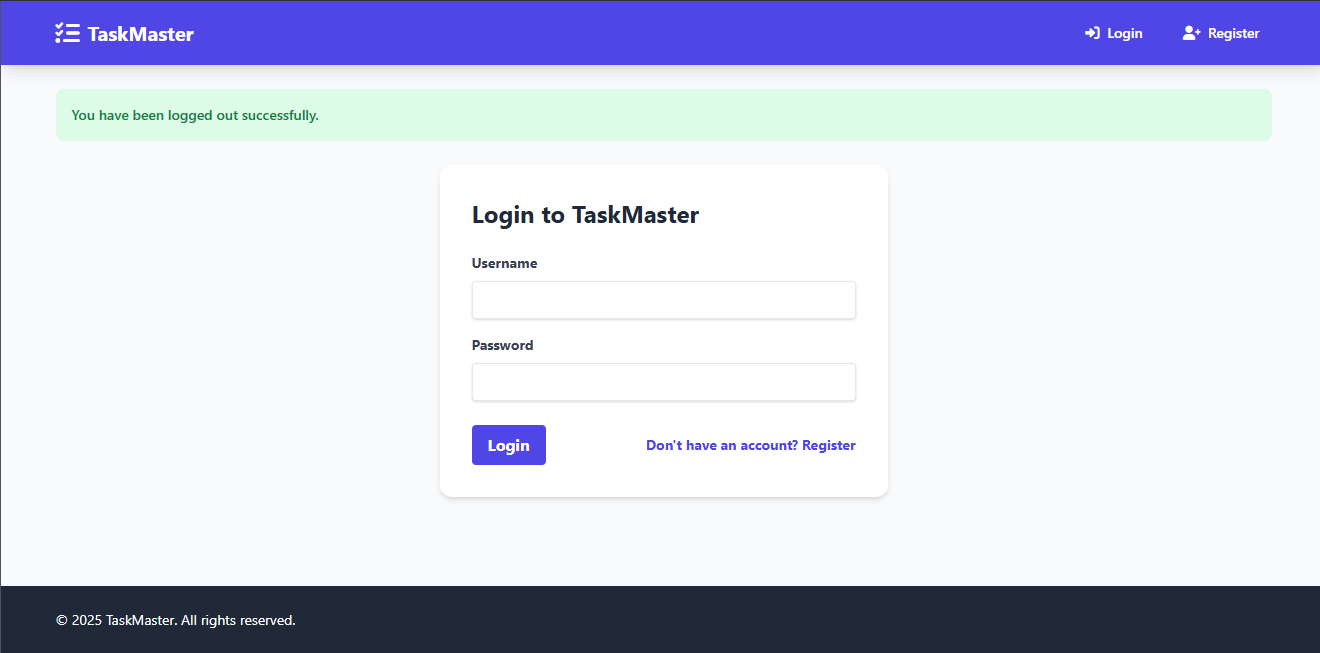 TaskMaster
Login
Register
You have been logged out successfully.
Login to TaskMaster
Username
Password
Login
Don't have an account? Register
© 2025 TaskMaster. All rights reserved.